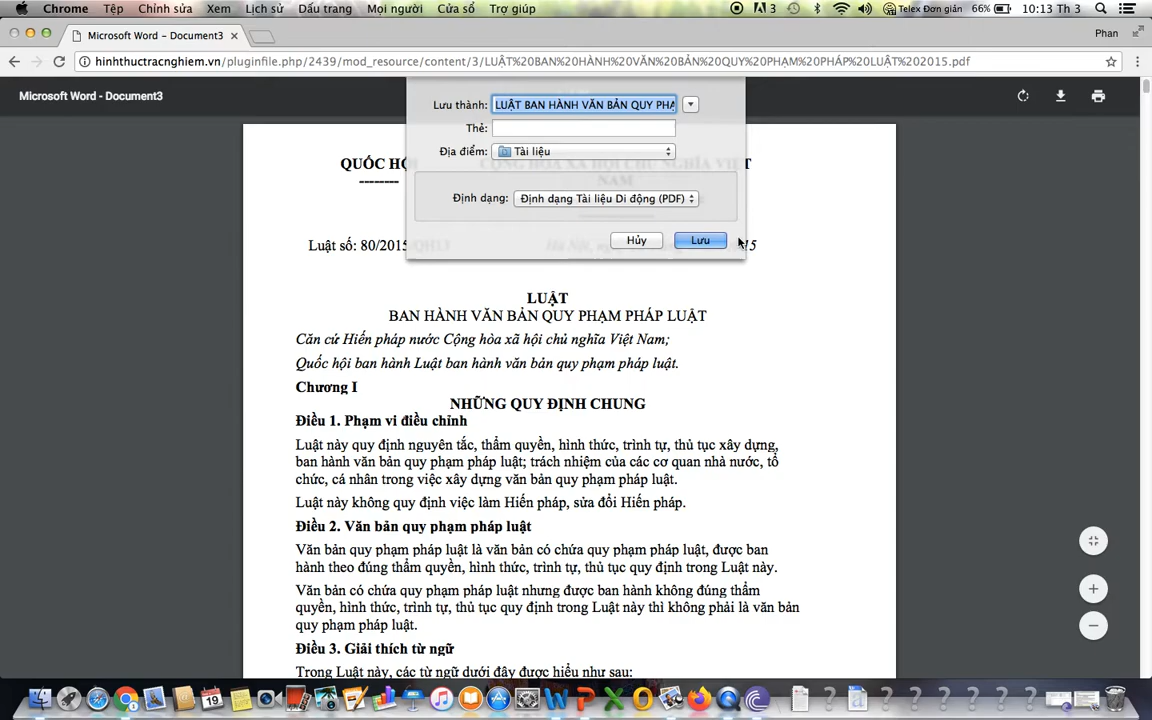 Chrome Tệp Chỉnh sửa Xem Lịch sử Dấu trang Mọi người Cửa sổ Trợ giúp 3 Telex Đơn giản 66% 10:13 Th 3
Microsoft Word - Document3 Phan
hinhthuctracnghiem.vn/pluginfile.php/2439/mod_resource/content/3/LUẬT%20BAN%20HÀNH%20VĂN%20BẢN%20QUY%20PHẠM%20PHÁP%20LUẬT%202015.pdf
Microsoft Word - Document3
Lưu thành: LUẬT BAN HÀNH VĂN BẢN QUY PHẠ
Thẻ:
Địa điểm: Tài liệu
Định dạng: Định dạng Tài liệu Di động (PDF)
Hủy Lưu
QUỐC HỘI CỘNG HÒA XÃ HỘI CHỦ NGHĨA VIỆT
NAM
--------
Luật số: 80/2015/QH13 Hà Nội,
LUẬT
BAN HÀNH VĂN BẢN QUY PHẠM PHÁP LUẬT
Căn cứ Hiến pháp nước Cộng hòa xã hội chủ nghĩa Việt Nam;
Quốc hội ban hành Luật ban hành văn bản quy phạm pháp luật.
Chương I
NHỮNG QUY ĐỊNH CHUNG
Điều 1. Phạm vi điều chỉnh
Luật này quy định nguyên tắc, thẩm quyền, hình thức, trình tự, thủ tục xây dựng,
ban hành văn bản quy phạm pháp luật; trách nhiệm của các cơ quan nhà nước, tổ
chức, cá nhân trong việc xây dựng văn bản quy phạm pháp luật.
Luật này không quy định việc làm Hiến pháp, sửa đổi Hiến pháp.
Điều 2. Văn bản quy phạm pháp luật
Văn bản quy phạm pháp luật là văn bản có chứa quy phạm pháp luật, được ban
hành theo đúng thẩm quyền, hình thức, trình tự, thủ tục quy định trong Luật này.
Văn bản có chứa quy phạm pháp luật nhưng được ban hành không đúng thẩm
quyền, hình thức, trình tự, thủ tục quy định trong Luật này thì không phải là văn bản
quy phạm pháp luật.
Điều 3. Giải thích từ ngữ
Trong Luật này, các từ ngữ dưới đây được hiểu như sau:
19